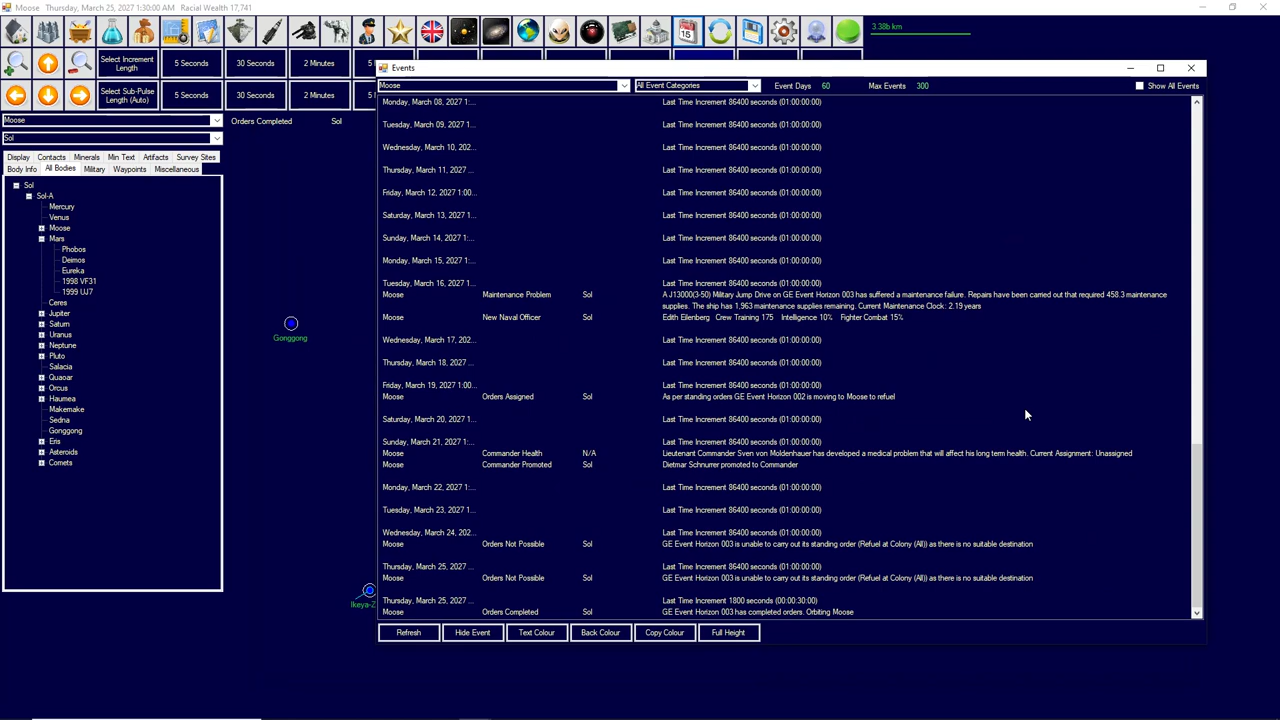 Moose   Thursday, March 25, 2027 1:30:00 AM   Racial Wealth 17,741
3.38b km
Select Increment Length
5 Seconds
30 Seconds
2 Minutes
5
Select Sub-Pulse Length (Auto)
5 Seconds
30 Seconds
2 Minutes
Moose
Orders Completed   Sol
Sol
Display   Contacts   Minerals   Min Text   Artifacts   Survey Sites
Body Info   All Bodies   Military   Waypoints   Miscellaneous
Sol
Sol-A
Mercury
Venus
Moose
Mars
Phobos
Deimos
Eureka
1998 VF31
1999 UJ7
Ceres
Jupiter
Saturn
Uranus
Neptune
Pluto
Salacia
Quaoar
Orcus
Haumea
Makemake
Sedna
Gonggong
Eris
Asteroids
Comets
Gonggong
Ikeya-Z
Events
Moose   All Event Categories   Event Days   60   Max Events   300   Show All Events
Monday, March 08, 2027 1:...   Last Time Increment 86400 seconds (01:00:00:00)
Tuesday, March 09, 2027 1:...   Last Time Increment 86400 seconds (01:00:00:00)
Wednesday, March 10, 202...   Last Time Increment 86400 seconds (01:00:00:00)
Thursday, March 11, 2027 ...   Last Time Increment 86400 seconds (01:00:00:00)
Friday, March 12, 2027 1:00...   Last Time Increment 86400 seconds (01:00:00:00)
Saturday, March 13, 2027 1:...   Last Time Increment 86400 seconds (01:00:00:00)
Sunday, March 14, 2027 1:...   Last Time Increment 86400 seconds (01:00:00:00)
Monday, March 15, 2027 1:...   Last Time Increment 86400 seconds (01:00:00:00)
Tuesday, March 16, 2027 1:...   Last Time Increment 86400 seconds (01:00:00:00)
Moose   Maintenance Problem   Sol   A J13000(3-50) Military Jump Drive on GE Event Horizon 003 has suffered a maintenance failure. Repairs have been carried out that required 458.3 maintenance
supplies. The ship has 1,963 maintenance supplies remaining. Current Maintenance Clock: 2.19 years
Moose   New Naval Officer   Sol   Edith Eilenberg   Crew Training 175   Intelligence 10%   Fighter Combat 15%
Wednesday, March 17, 202...   Last Time Increment 86400 seconds (01:00:00:00)
Thursday, March 18, 2027 ...   Last Time Increment 86400 seconds (01:00:00:00)
Friday, March 19, 2027 1:00...   Last Time Increment 86400 seconds (01:00:00:00)
Moose   Orders Assigned   Sol   As per standing orders GE Event Horizon 002 is moving to Moose to refuel
Saturday, March 20, 2027 1:...   Last Time Increment 86400 seconds (01:00:00:00)
Sunday, March 21, 2027 1:...   Last Time Increment 86400 seconds (01:00:00:00)
Moose   Commander Health   N/A   Lieutenant Commander Sven von Moldenhauer has developed a medical problem that will affect his long term health. Current Assignment: Unassigned
Moose   Commander Promoted   Sol   Dietmar Schnurrer promoted to Commander
Monday, March 22, 2027 1:...   Last Time Increment 86400 seconds (01:00:00:00)
Tuesday, March 23, 2027 1:...   Last Time Increment 86400 seconds (01:00:00:00)
Wednesday, March 24, 202...   Last Time Increment 86400 seconds (01:00:00:00)
Moose   Orders Not Possible   Sol   GE Event Horizon 003 is unable to carry out its standing order (Refuel at Colony (All)) as there is no suitable destination
Thursday, March 25, 2027 ...   Last Time Increment 86400 seconds (01:00:00:00)
Moose   Orders Not Possible   Sol   GE Event Horizon 003 is unable to carry out its standing order (Refuel at Colony (All)) as there is no suitable destination
Thursday, March 25, 2027 ...   Last Time Increment 1800 seconds (00:00:30:00)
Moose   Orders Completed   Sol   GE Event Horizon 003 has completed orders. Orbiting Moose
Refresh   Hide Event   Text Colour   Back Colour   Copy Colour   Full Height